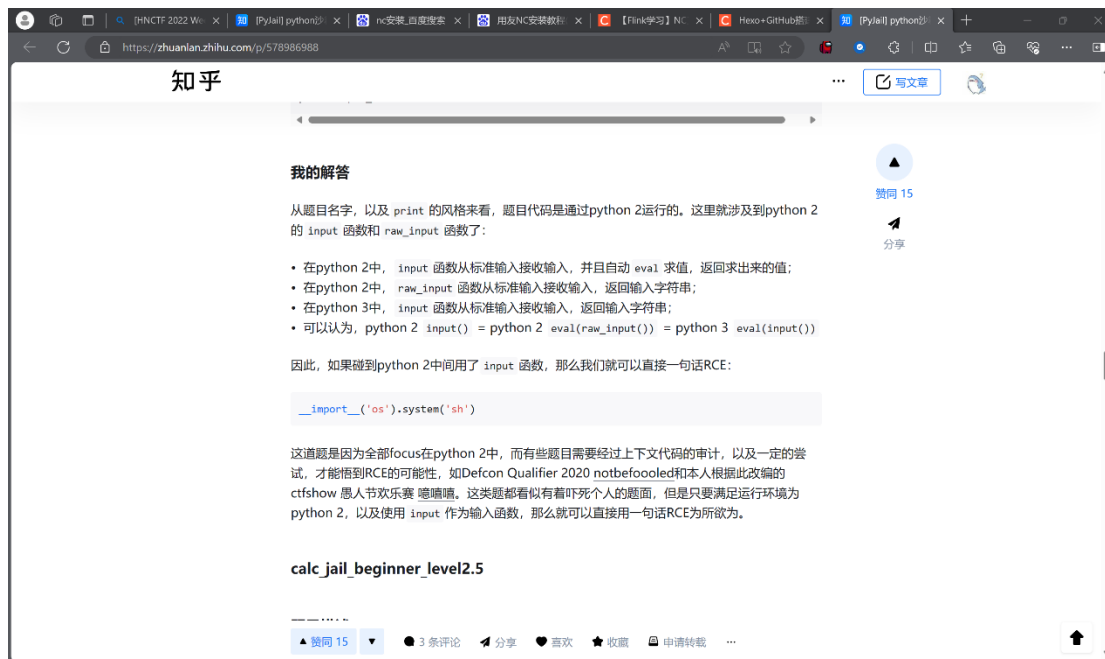 [HNCTF 2022 We
[PyJail] python沙
nc安装_百度搜索
用友NC安装教程
【Flink学习】NC
Hexo+GitHub搭
[PyJail] python沙
https://zhuanlan.zhihu.com/p/578986988
知乎
写文章
我的解答
赞同 15
分享
从题目名字，以及 print 的风格来看，题目代码是通过python 2运行的。这里就涉及到python 2
的 input 函数和 raw_input 函数了：
• 在python 2中， input 函数从标准输入接收输入，并且自动 eval 求值，返回求出来的值；
• 在python 2中， raw_input 函数从标准输入接收输入，返回输入字符串；
• 在python 3中， input 函数从标准输入接收输入，返回输入字符串；
• 可以认为，python 2 input() = python 2 eval(raw_input()) = python 3 eval(input())
因此，如果碰到python 2中间用了 input 函数，那么我们就可以直接一句话RCE：
__import__('os').system('sh')
这道题是因为全部focus在python 2中，而有些题目需要经过上下文代码的审计，以及一定的尝
试，才能悟到RCE的可能性，如Defcon Qualifier 2020 notbefoooled和本人根据此改编的
ctfshow 愚人节欢乐赛 噫嘻嘻。这类题都看似有着吓死个人的题面，但是只要满足运行环境为
python 2，以及使用 input 作为输入函数，那么就可以直接用一句话RCE为所欲为。
calc_jail_beginner_level2.5
赞同 15
3 条评论
分享
喜欢
收藏
申请转载